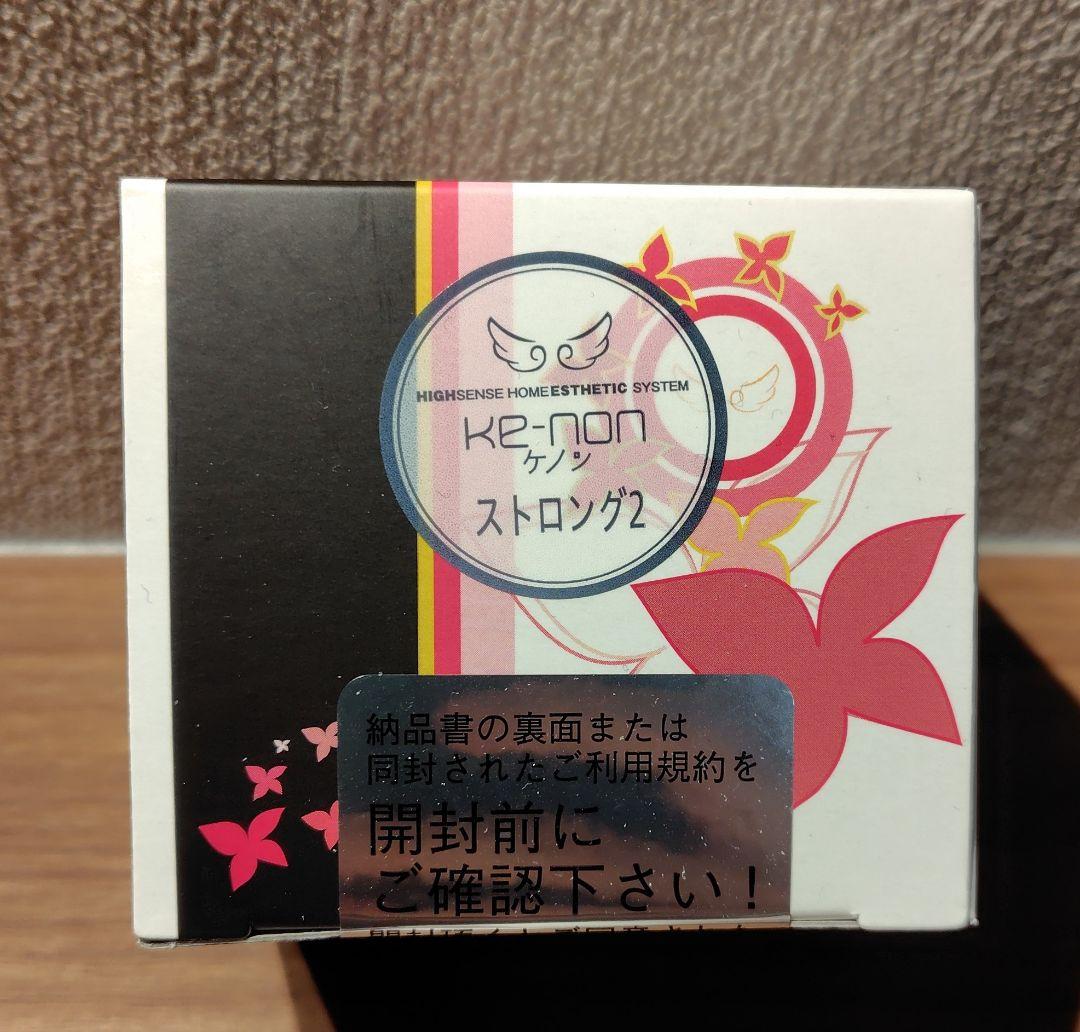 HIGHSENSE HOME ESTHETIC SYSTEM
Ke-non
ケノン
ストロング2
納品書の裏面または
同封されたご利用規約を
開封前に
ご確認下さい！